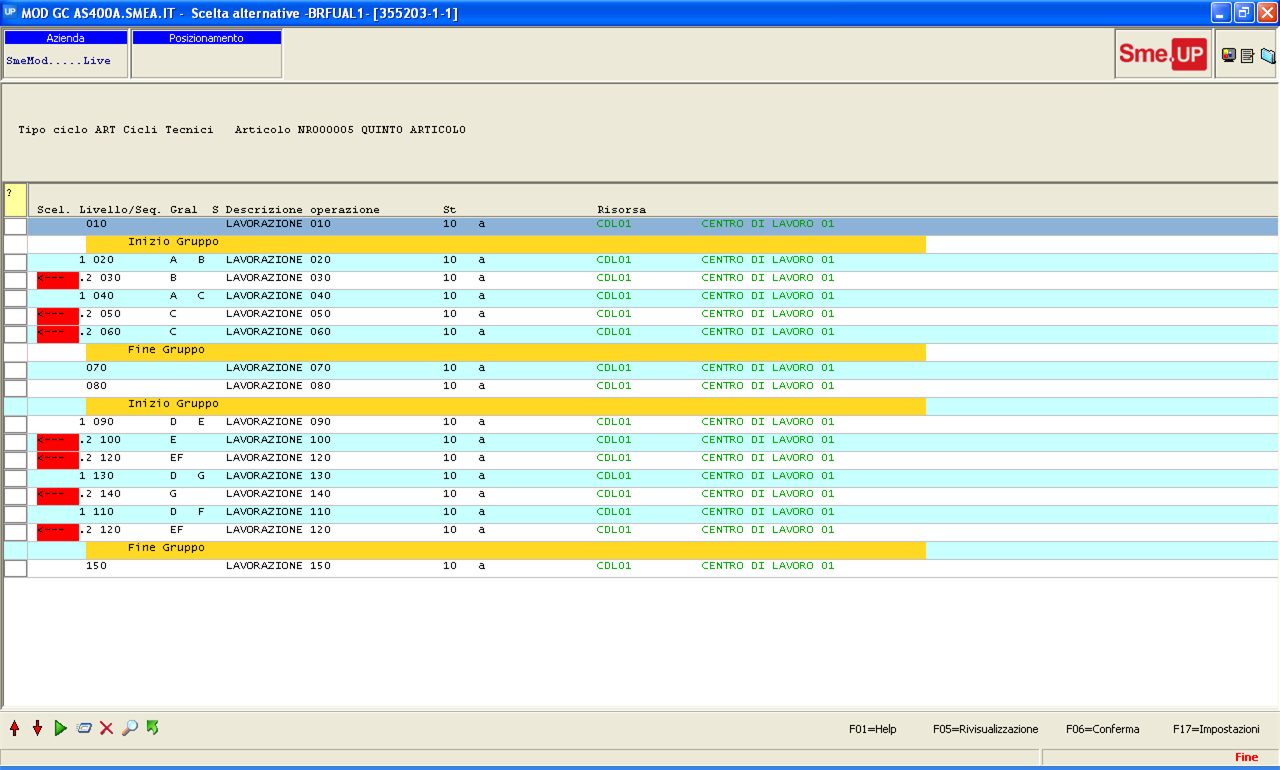 UP MOD GC AS400A.SMEA.IT - Scelta alternative -BRFUAL1- [355203-1-1]
Azienda Posizionamento
SmeMod.....Live
Sme.UP
Tipo ciclo ART Cicli Tecnici Articolo NR000005 QUINTO ARTICOLO
?
Scel. Livello/Seq. Gral S Descrizione operazione St Risorsa
010 LAVORAZIONE 010 10 a CDL01 CENTRO DI LAVORO 01
Inizio Gruppo
1 020 A B LAVORAZIONE 020 10 a CDL01 CENTRO DI LAVORO 01
<--- .2 030 B LAVORAZIONE 030 10 a CDL01 CENTRO DI LAVORO 01
1 040 A C LAVORAZIONE 040 10 a CDL01 CENTRO DI LAVORO 01
<--- .2 050 C LAVORAZIONE 050 10 a CDL01 CENTRO DI LAVORO 01
<--- .2 060 C LAVORAZIONE 060 10 a CDL01 CENTRO DI LAVORO 01
Fine Gruppo
070 LAVORAZIONE 070 10 a CDL01 CENTRO DI LAVORO 01
080 LAVORAZIONE 080 10 a CDL01 CENTRO DI LAVORO 01
Inizio Gruppo
1 090 D E LAVORAZIONE 090 10 a CDL01 CENTRO DI LAVORO 01
<--- .2 100 E LAVORAZIONE 100 10 a CDL01 CENTRO DI LAVORO 01
<--- .2 120 EF LAVORAZIONE 120 10 a CDL01 CENTRO DI LAVORO 01
1 130 D G LAVORAZIONE 130 10 a CDL01 CENTRO DI LAVORO 01
<--- .2 140 G LAVORAZIONE 140 10 a CDL01 CENTRO DI LAVORO 01
1 110 D F LAVORAZIONE 110 10 a CDL01 CENTRO DI LAVORO 01
<--- .2 120 EF LAVORAZIONE 120 10 a CDL01 CENTRO DI LAVORO 01
Fine Gruppo
150 LAVORAZIONE 150 10 a CDL01 CENTRO DI LAVORO 01
F01=Help F05=Rivisualizzazione F06=Conferma F17=Impostazioni
Fine